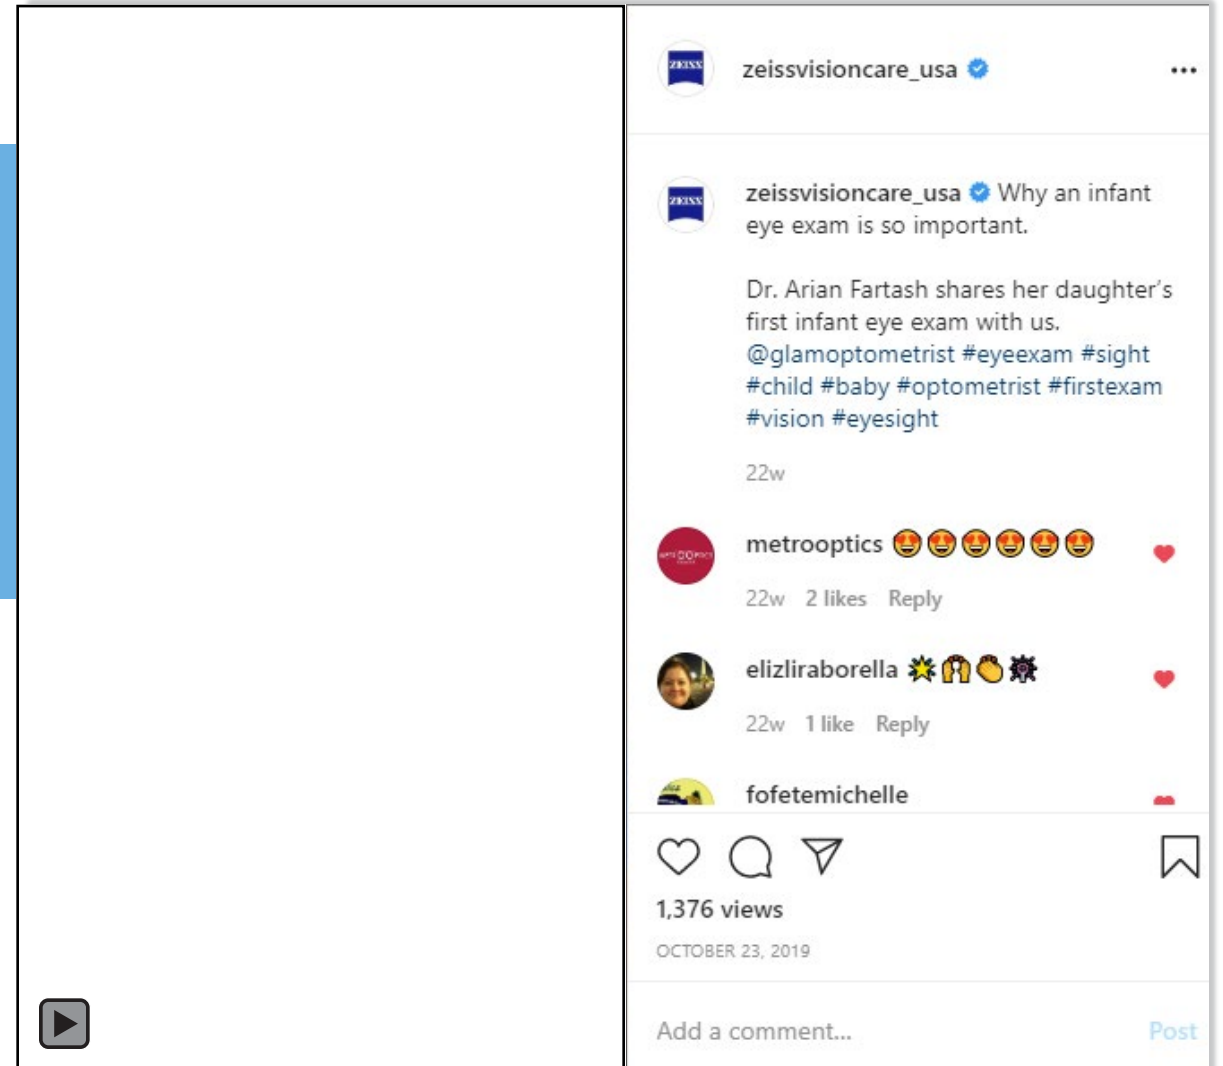 ZEISS
zeissvisioncare_usa
ZEISS
zeissvisioncare_usa Why an infant
eye exam is so important.
Dr. Arian Fartash shares her daughter's
first infant eye exam with us.
@glamoptometrist #eyeexam #sight
#child #baby #optometrist #firstexam
#vision #eyesight
22w
metrooptics 😍😍😍😍😍😍
22w 2 likes Reply
elizliraborella
22w 1 like Reply
fofetemichelle
1,376 views
OCTOBER 23, 2019
Add a comment... Post